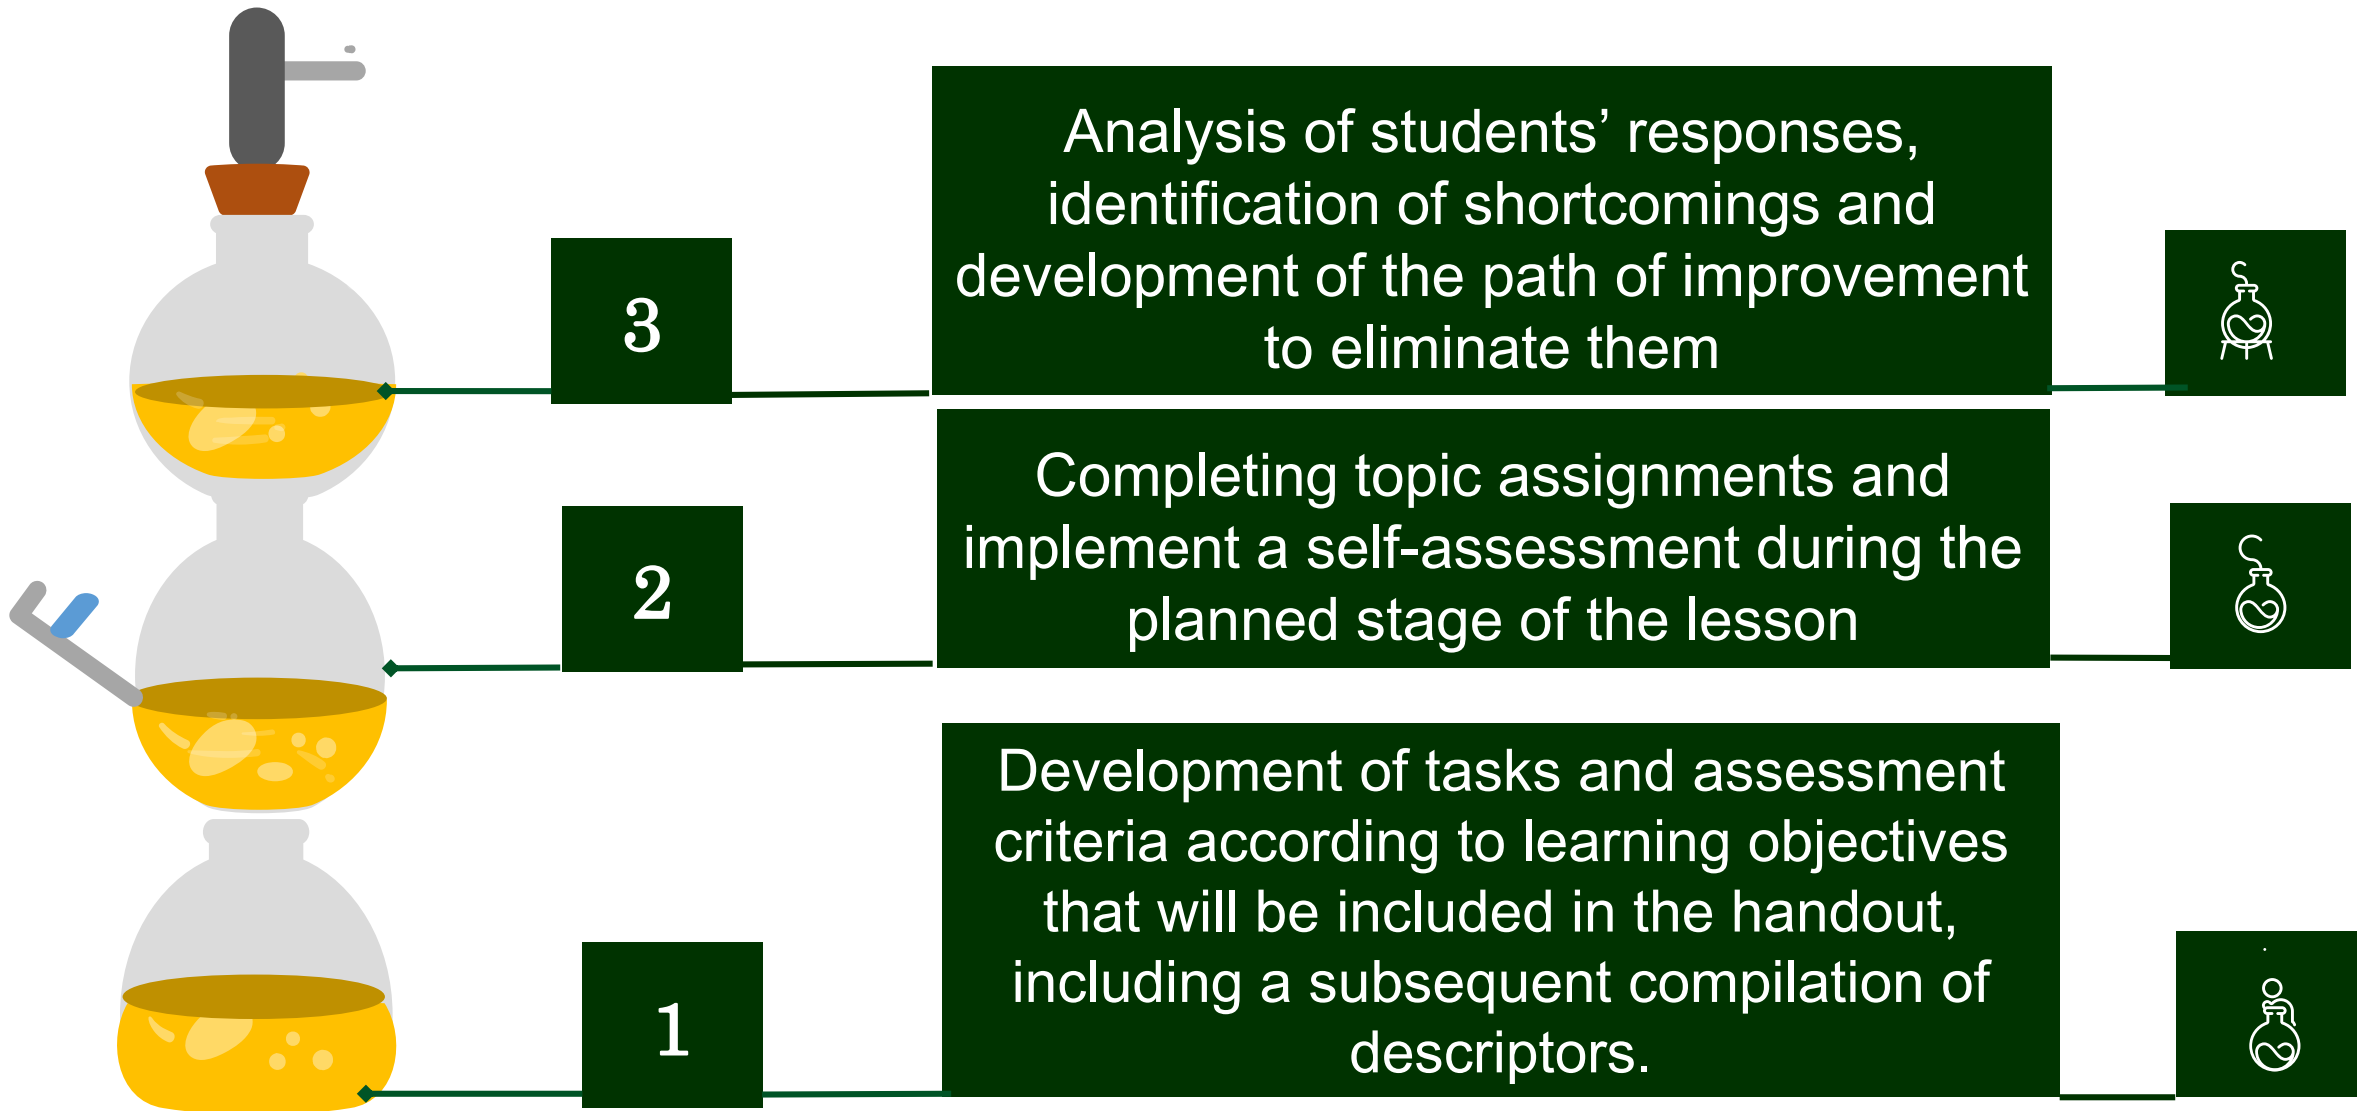 3
Analysis of students’ responses,
identification of shortcomings and
development of the path of improvement
to eliminate them
2
Completing topic assignments and
implement a self-assessment during the
planned stage of the lesson
1
Development of tasks and assessment
criteria according to learning objectives
that will be included in the handout,
including a subsequent compilation of
descriptors.